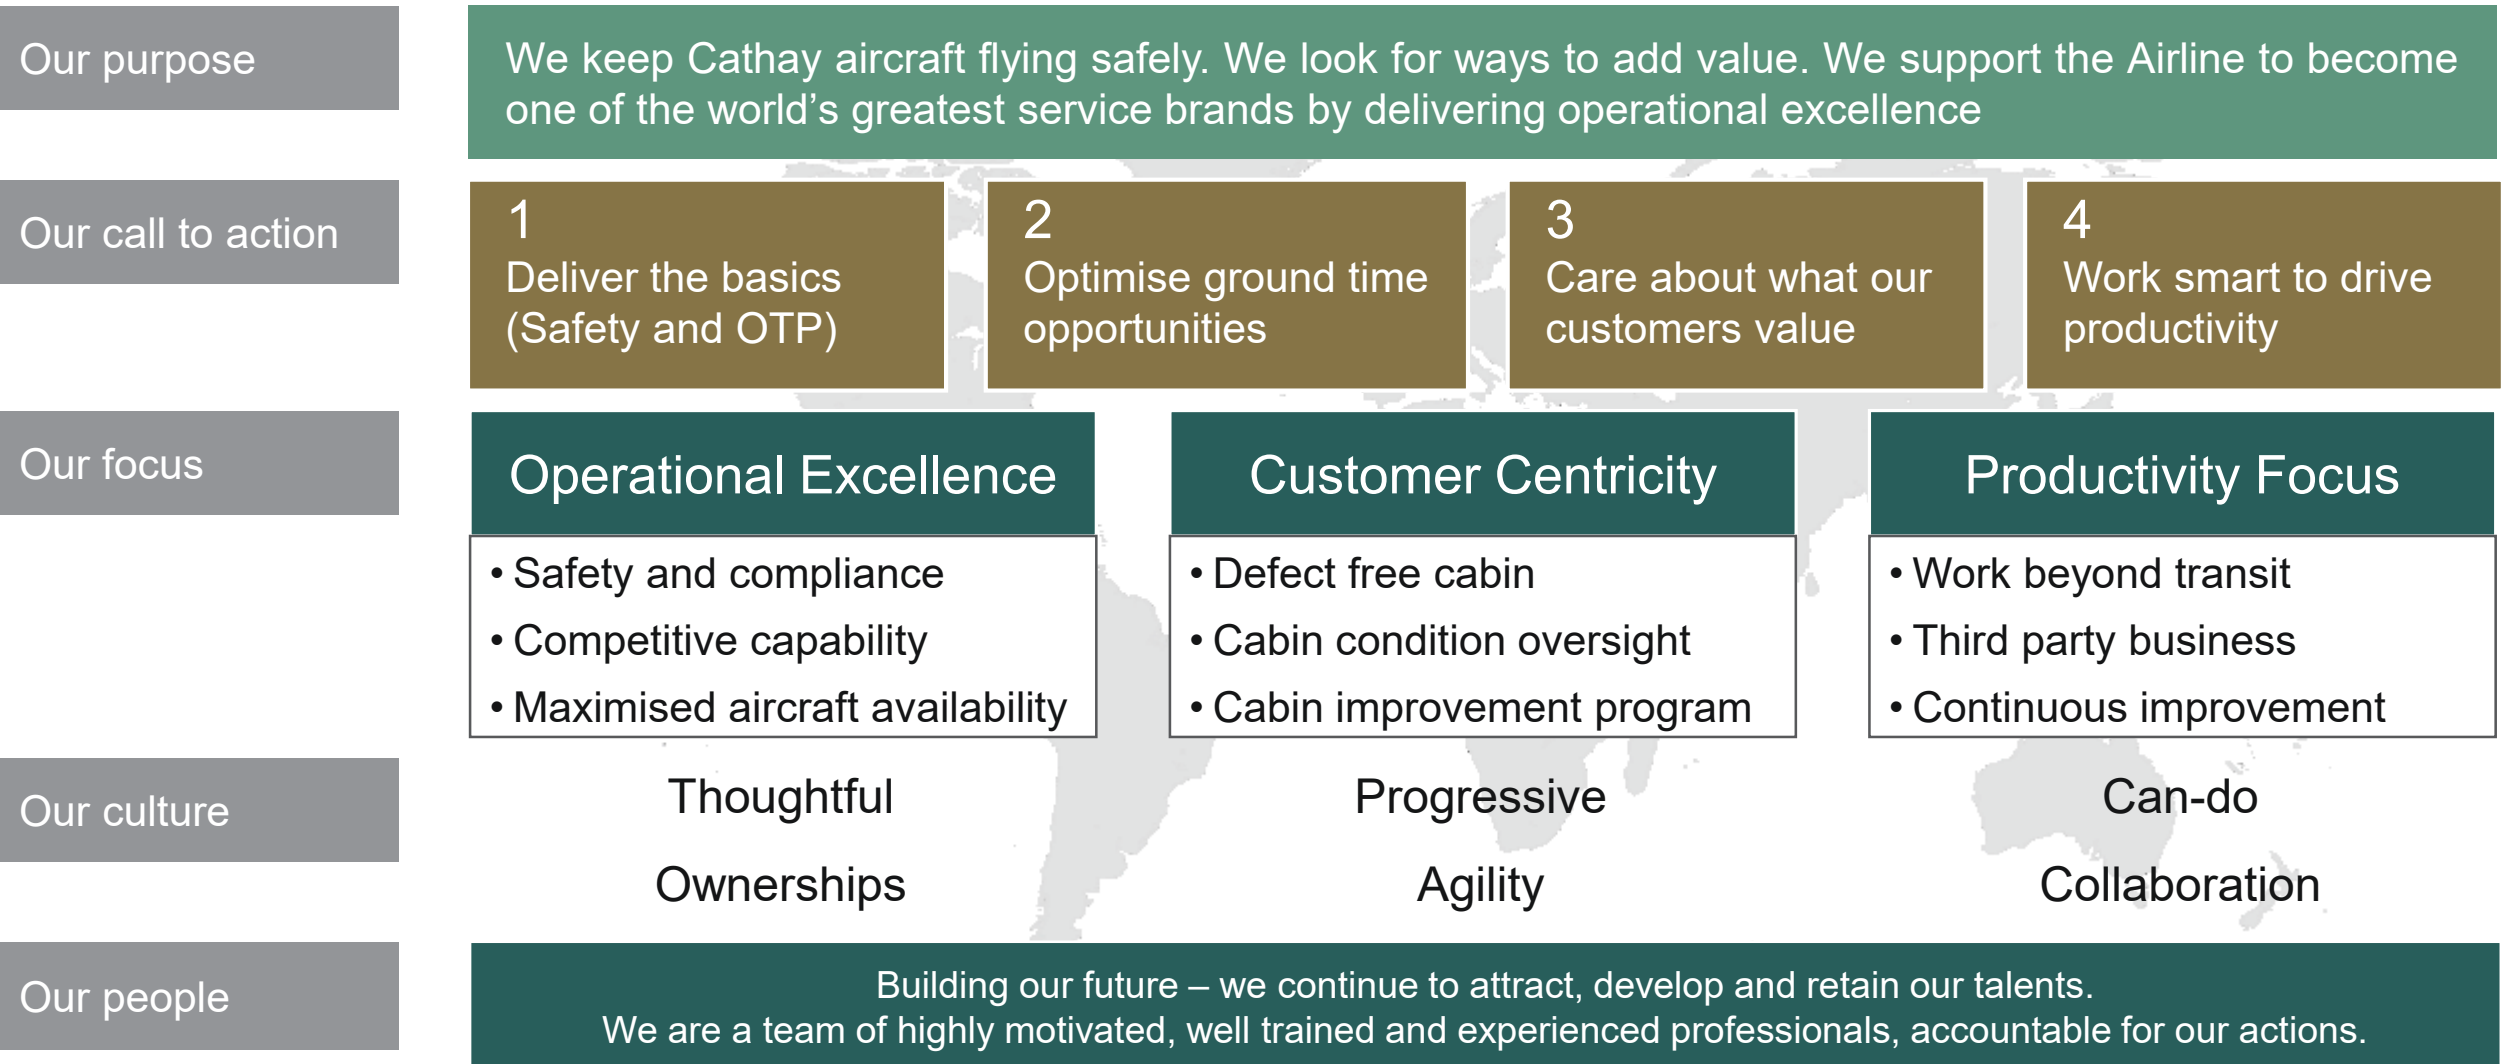 Our purpose
We keep Cathay aircraft flying safely. We look for ways to add value. We support the Airline to become
one of the world’s greatest service brands by delivering operational excellence
Our call to action
1
Deliver the basics
(Safety and OTP)
2
Optimise ground time
opportunities
3
Care about what our
customers value
4
Work smart to drive
productivity
Our focus
Operational Excellence
• Safety and compliance
• Competitive capability
• Maximised aircraft availability
Customer Centricity
• Defect free cabin
• Cabin condition oversight
• Cabin improvement program
Productivity Focus
• Work beyond transit
• Third party business
• Continuous improvement
Our culture
Thoughtful
Progressive
Can-do
Ownerships
Agility
Collaboration
Our people
Building our future – we continue to attract, develop and retain our talents.
We are a team of highly motivated, well trained and experienced professionals, accountable for our actions.